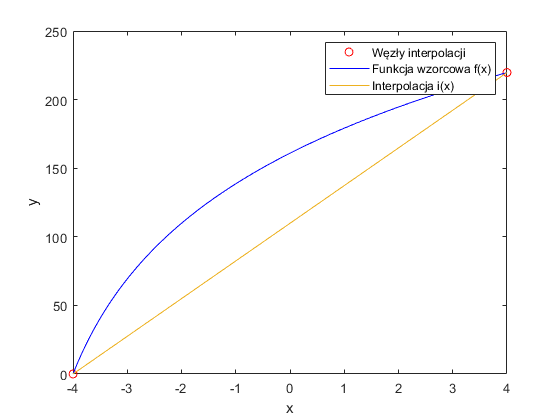 250
200
150
100
50
0
y
-4 -3 -2 -1 0 1 2 3 4
x
Węzły interpolacji
Funkcja wzorcowa f(x)
Interpolacja i(x)